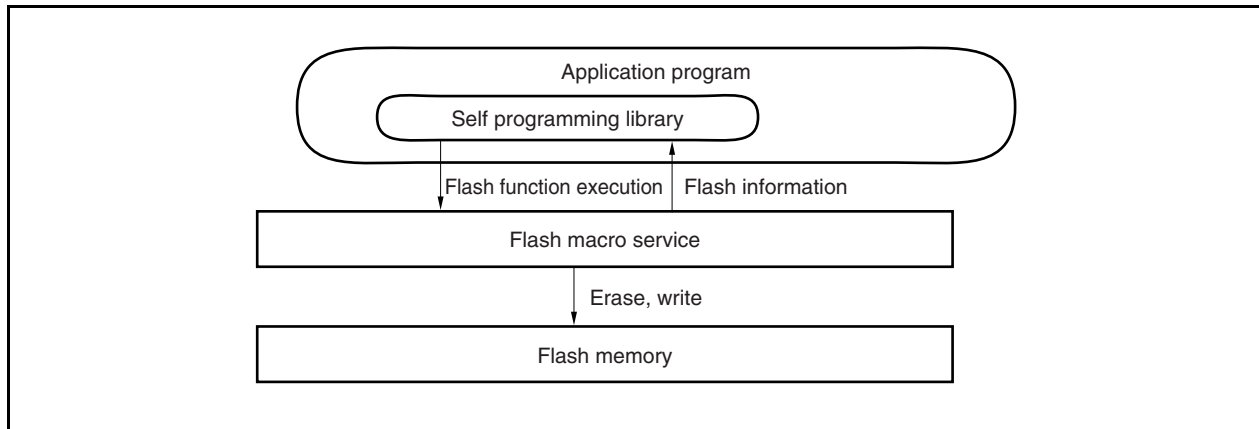 Application program
Self programming library
Flash function execution
Flash information
Flash macro service
Erase, write
Flash memory